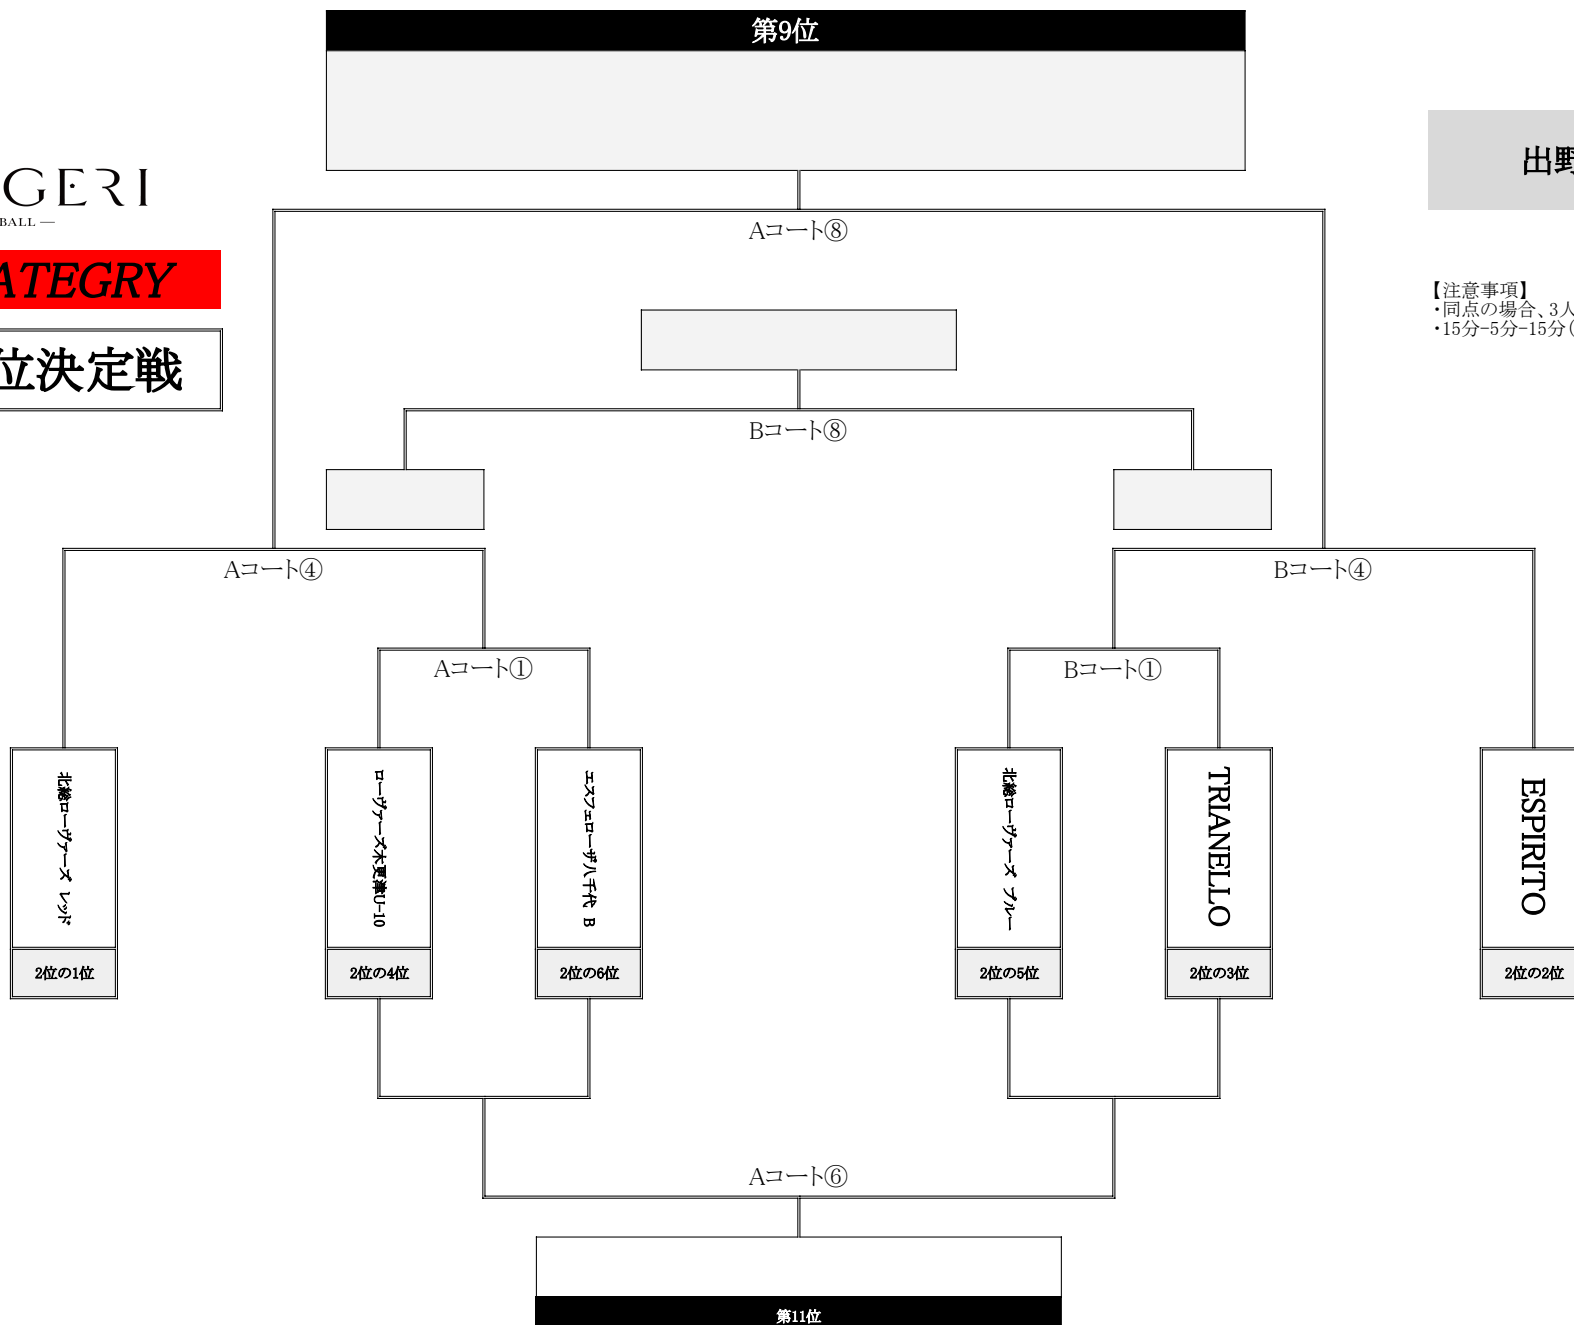 第9位
GERI
BALL —
ATEGRY
位決定戦
出野
【注意事項】
・同点の場合、3人
・15分-5分-15分(
Aコート⑧
Bコート⑧
Aコート④
Bコート④
Aコート①
Bコート①
北総ローヴァーズ レッド
ローヴァーズ木更津U-10
エスフェローザ八千代 B
北総ローヴァーズ ブルー
TRIANELLO
ESPIRITO
2位の1位
2位の4位
2位の6位
2位の5位
2位の3位
2位の2位
Aコート⑥
第11位